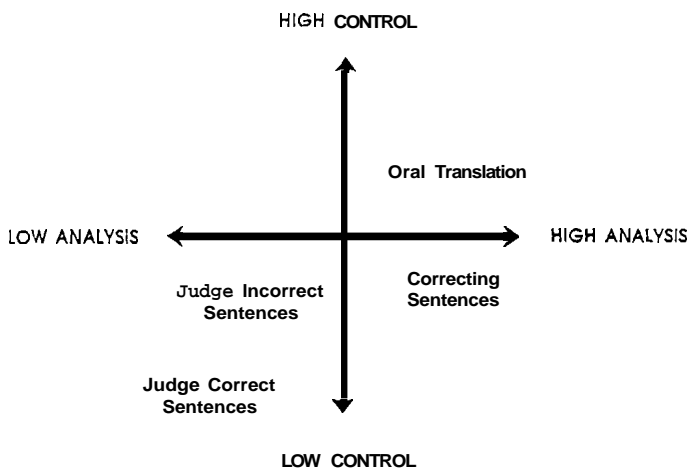 HIGH CONTROL
Oral Translation
LOW ANALYSIS
HIGH ANALYSIS
Judge Incorrect
Sentences
Correcting
Sentences
Judge Correct
Sentences
LOW CONTROL